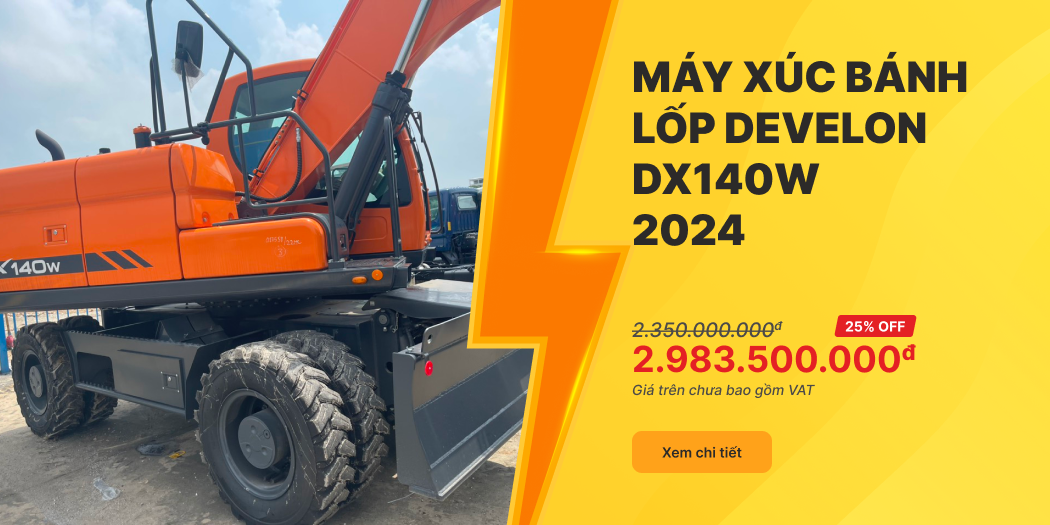 MÁY XÚC BÁNH
LỐP DEVELON
DX140W
2024
2.350.000.000đ
25% OFF
2.983.500.000đ
Giá trên chưa bao gồm VAT
Xem chi tiết
X140W